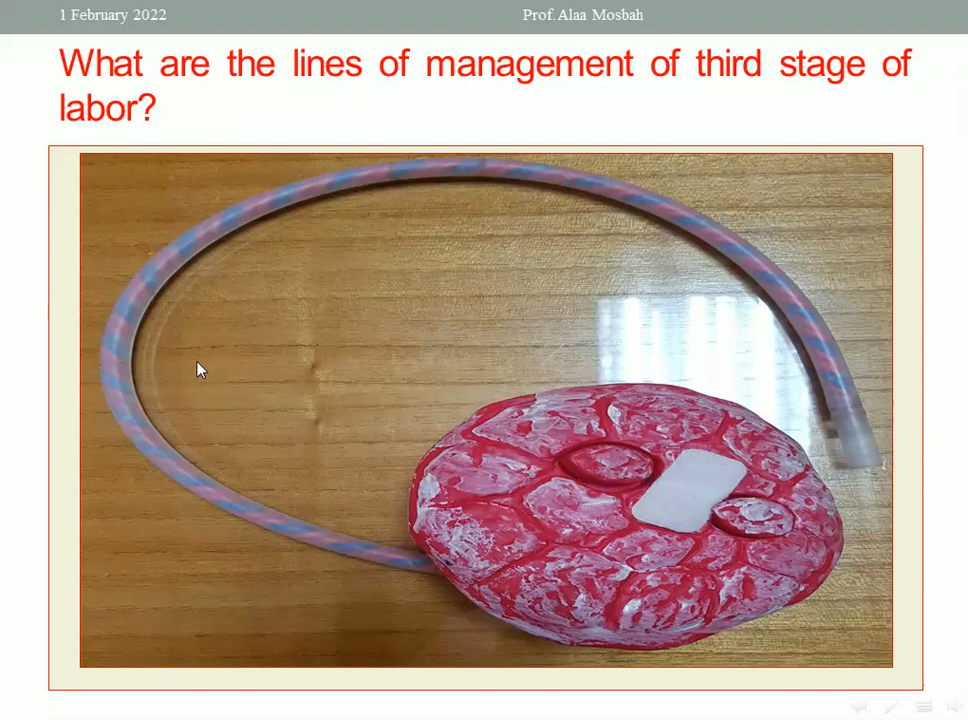 1 February 2022
Prof. Alaa Mosbah
What are the lines of management of third stage of
labor?